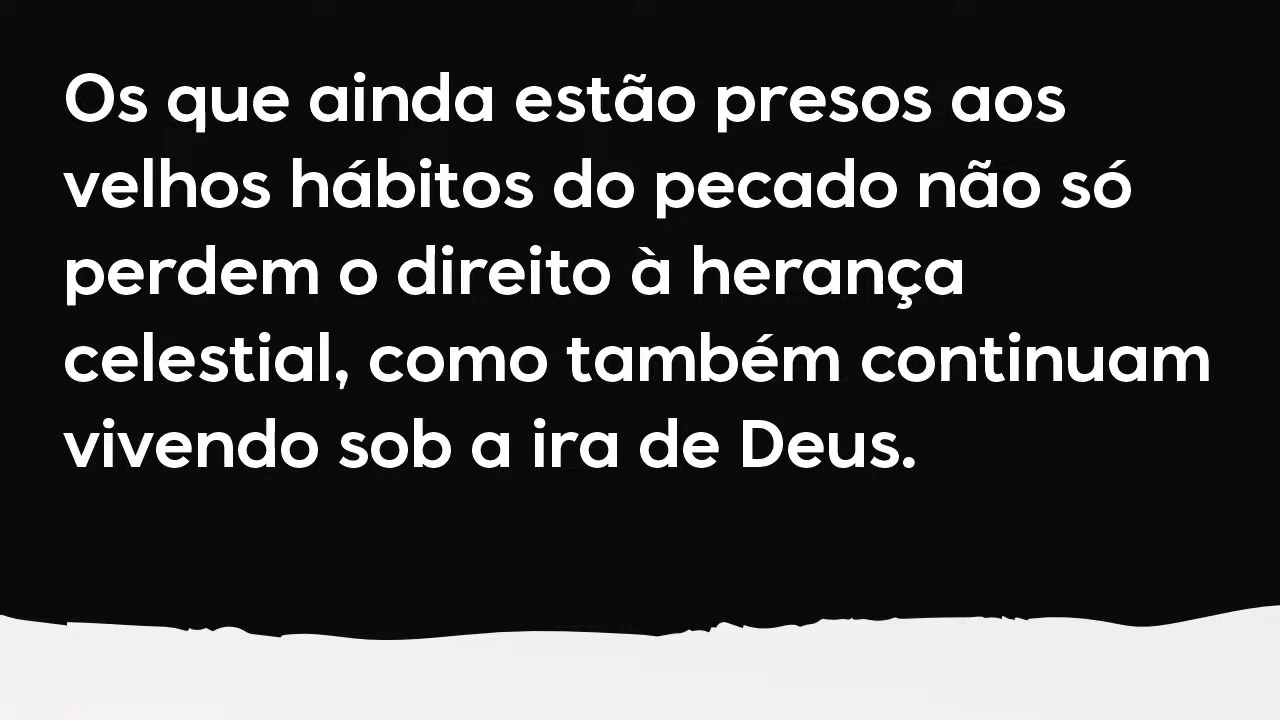 Os que ainda estão presos aos
velhos hábitos do pecado não só
perdem o direito à herança
celestial, como também continuam
vivendo sob a ira de Deus.